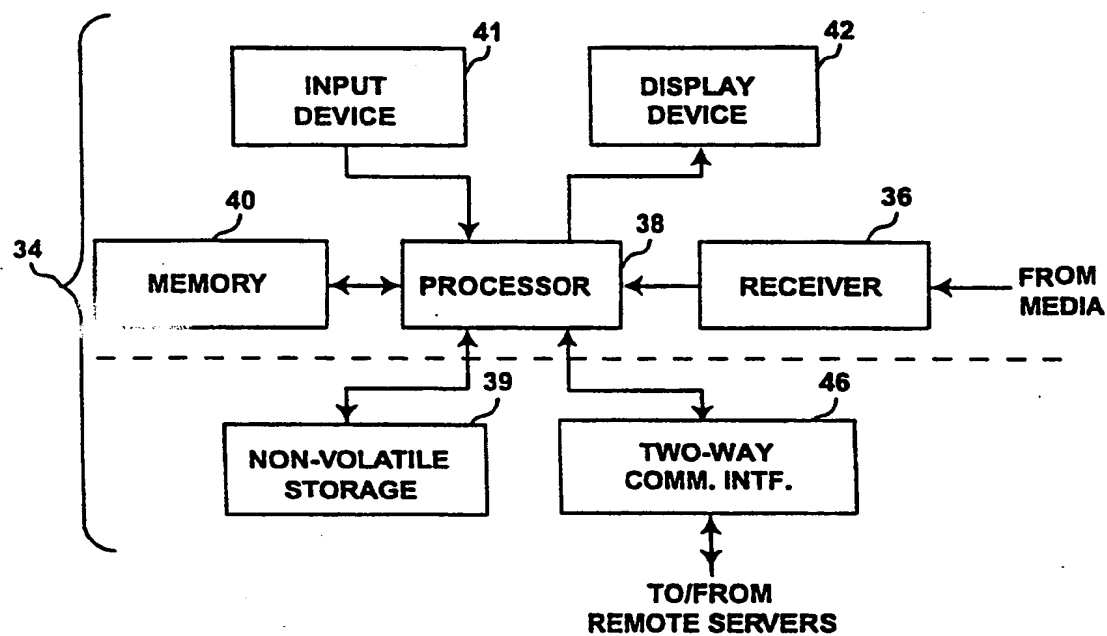 41
INPUT
DEVICE
42
DISPLAY
DEVICE
34
40
MEMORY
38
PROCESSOR
36
RECEIVER
FROM
MEDIA
39
NON-VOLATILE
STORAGE
46
TWO-WAY
COMM. INTF.
TO/FROM
REMOTE SERVERS